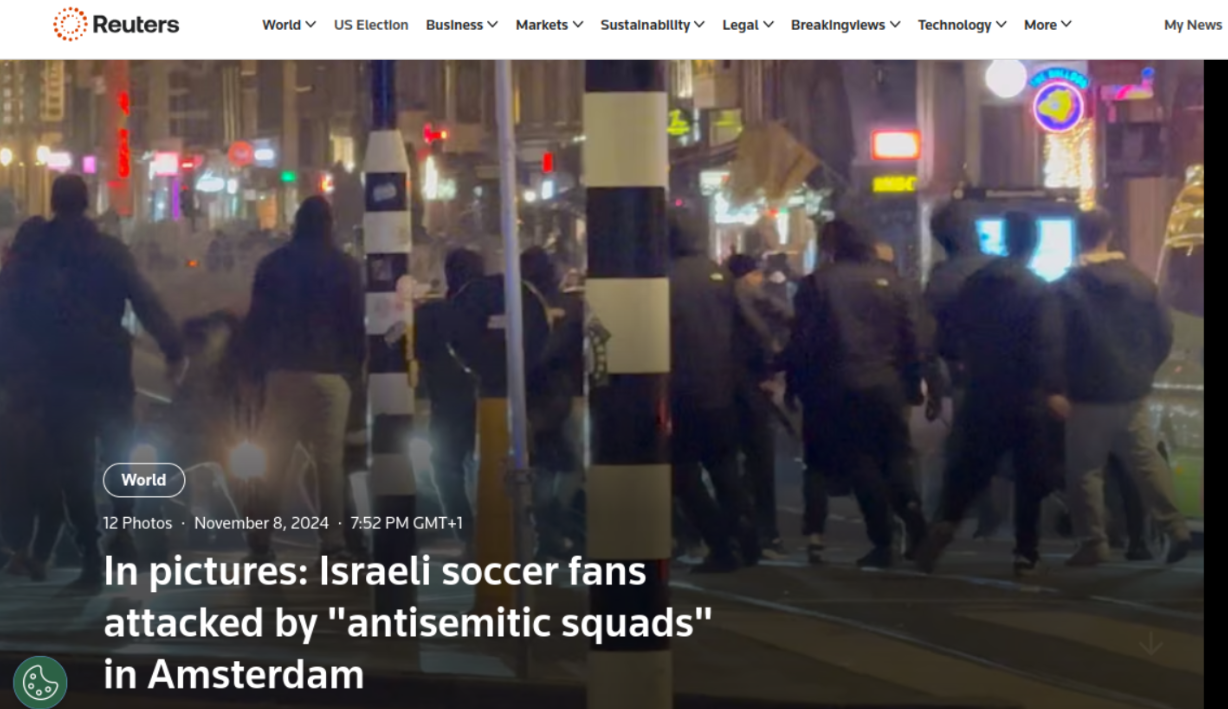 Reuters
World US Election Business Markets Sustainability Legal Breakingviews Technology More My News
World
12 Photos · November 8, 2024 · 7:52 PM GMT+1
In pictures: Israeli soccer fans
attacked by "antisemitic squads"
in Amsterdam